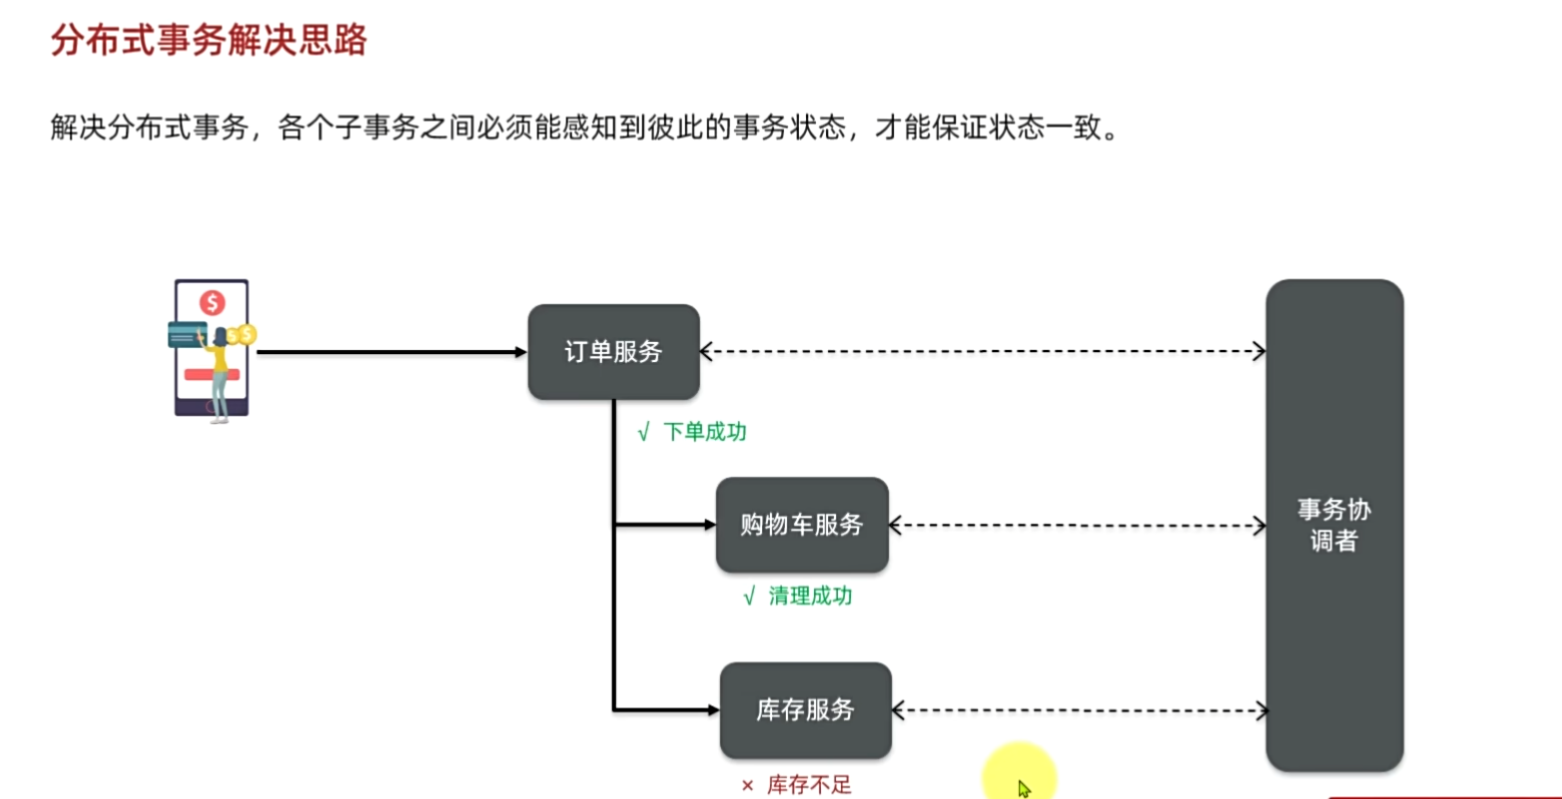 分布式事务解决思路
解决分布式事务，各个子事务之间必须能感知到彼此的事务状态，才能保证状态一致。
$
$
$
订单服务
√ 下单成功
购物车服务
√ 清理成功
库存服务
× 库存不足
事务协
调者